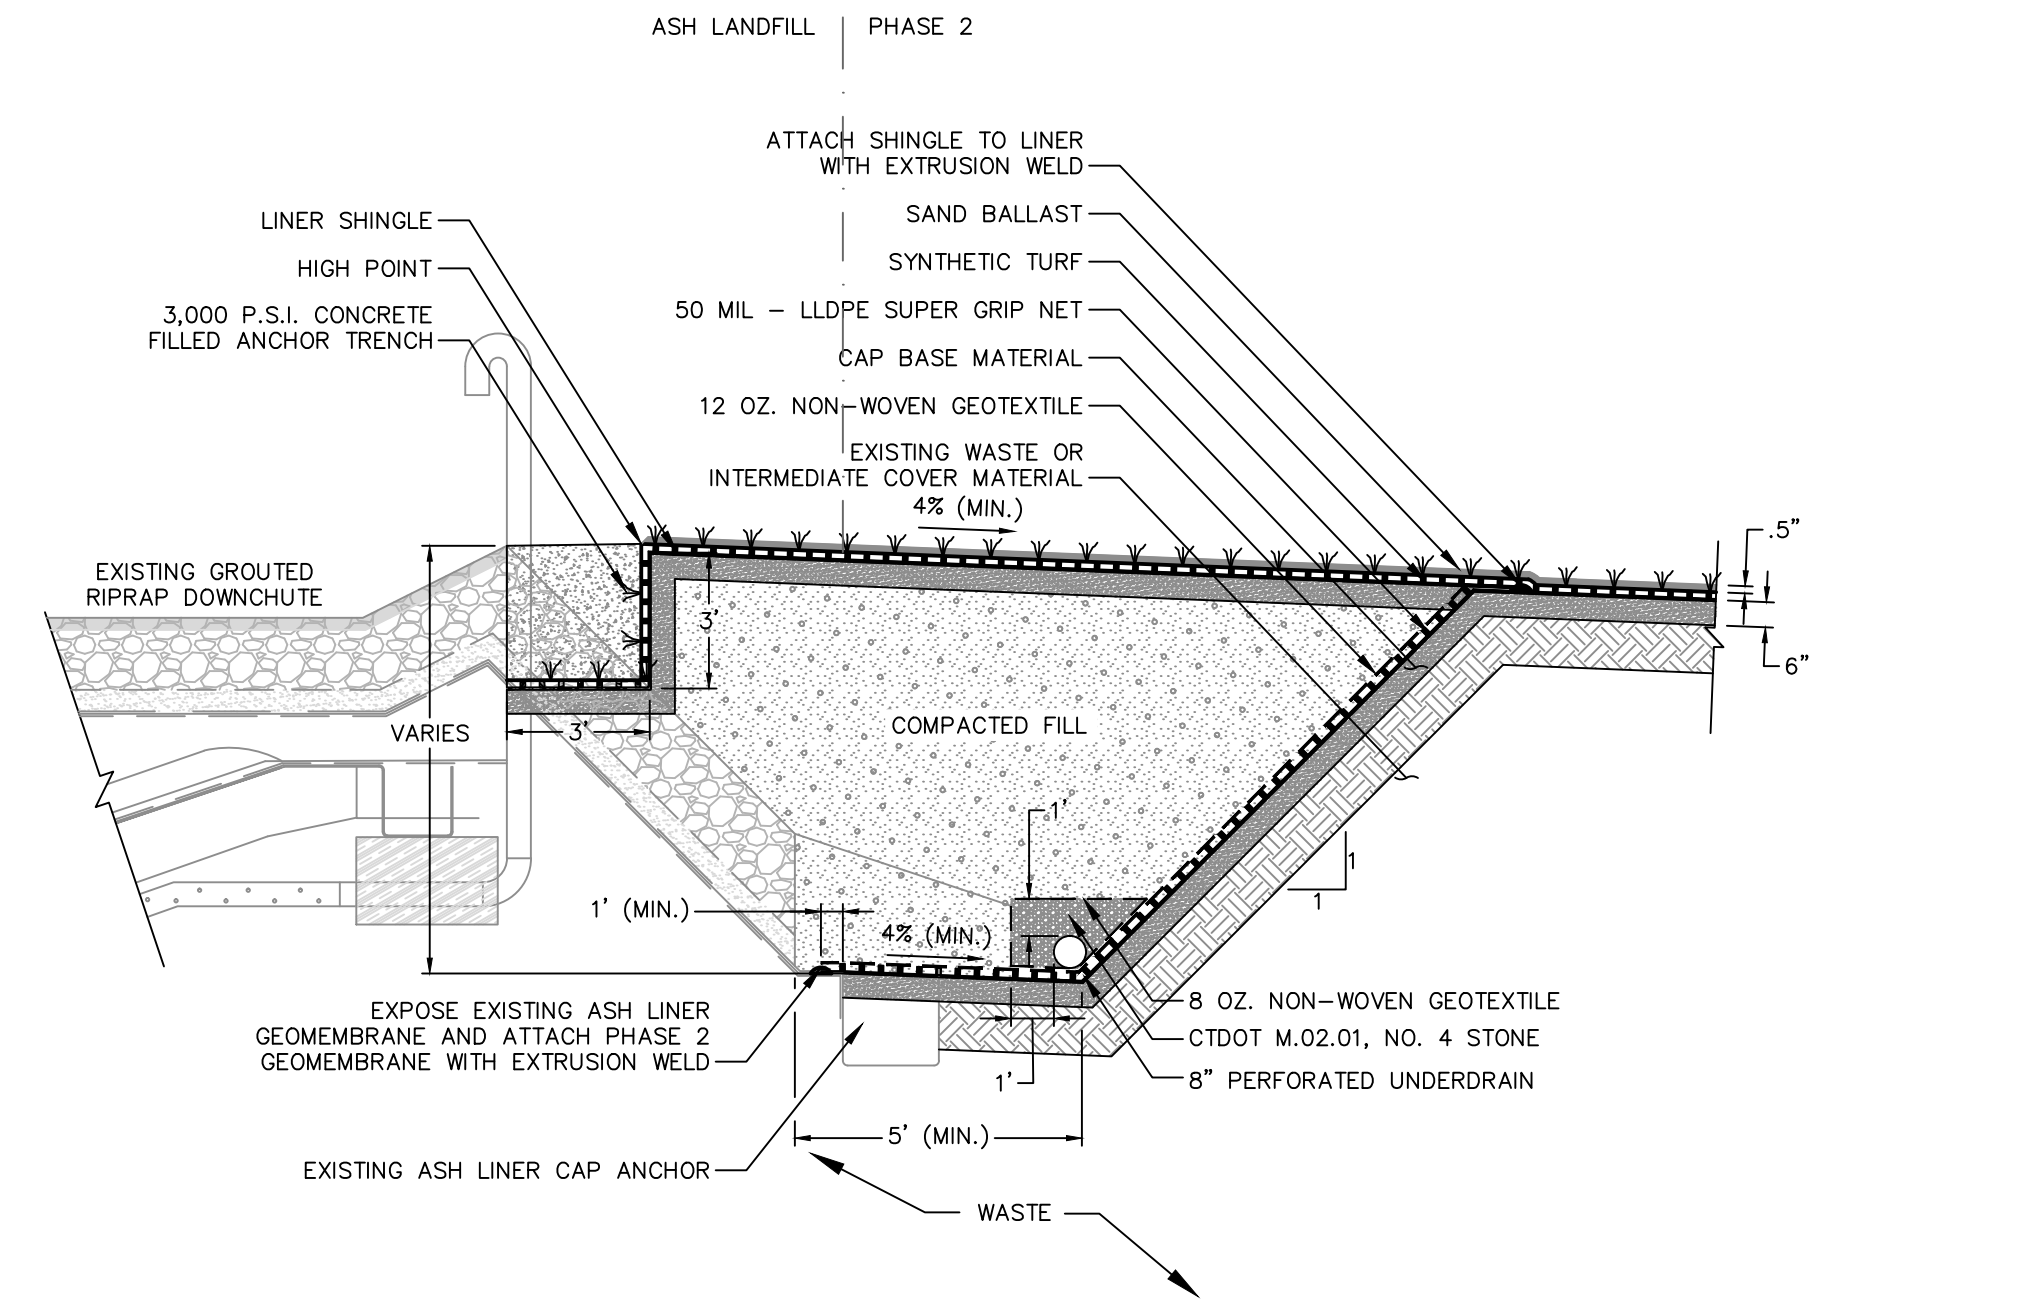 ASH LANDFILL
PHASE 2
ATTACH SHINGLE TO LINER
WITH EXTRUSION WELD
LINER SHINGLE
SAND BALLAST
HIGH POINT
SYNTHETIC TURF
3,000 P.S.I. CONCRETE
FILLED ANCHOR TRENCH
50 MIL – LLDPE SUPER GRIP NET
CAP BASE MATERIAL
12 OZ. NON–WOVEN GEOTEXTILE
EXISTING WASTE OR
INTERMEDIATE COVER MATERIAL
4% (MIN.)
.5"
EXISTING GROUTED
RIPRAP DOWNCHUTE
3'
6"
VARIES
3'
COMPACTED FILL
1'
1
1
1' (MIN.)
4% (MIN.)
EXPOSE EXISTING ASH LINER
GEOMEMBRANE AND ATTACH PHASE 2
GEOMEMBRANE WITH EXTRUSION WELD
8 OZ. NON–WOVEN GEOTEXTILE
CTDOT M.02.01, NO. 4 STONE
8" PERFORATED UNDERDRAIN
1'
5' (MIN.)
EXISTING ASH LINER CAP ANCHOR
WASTE